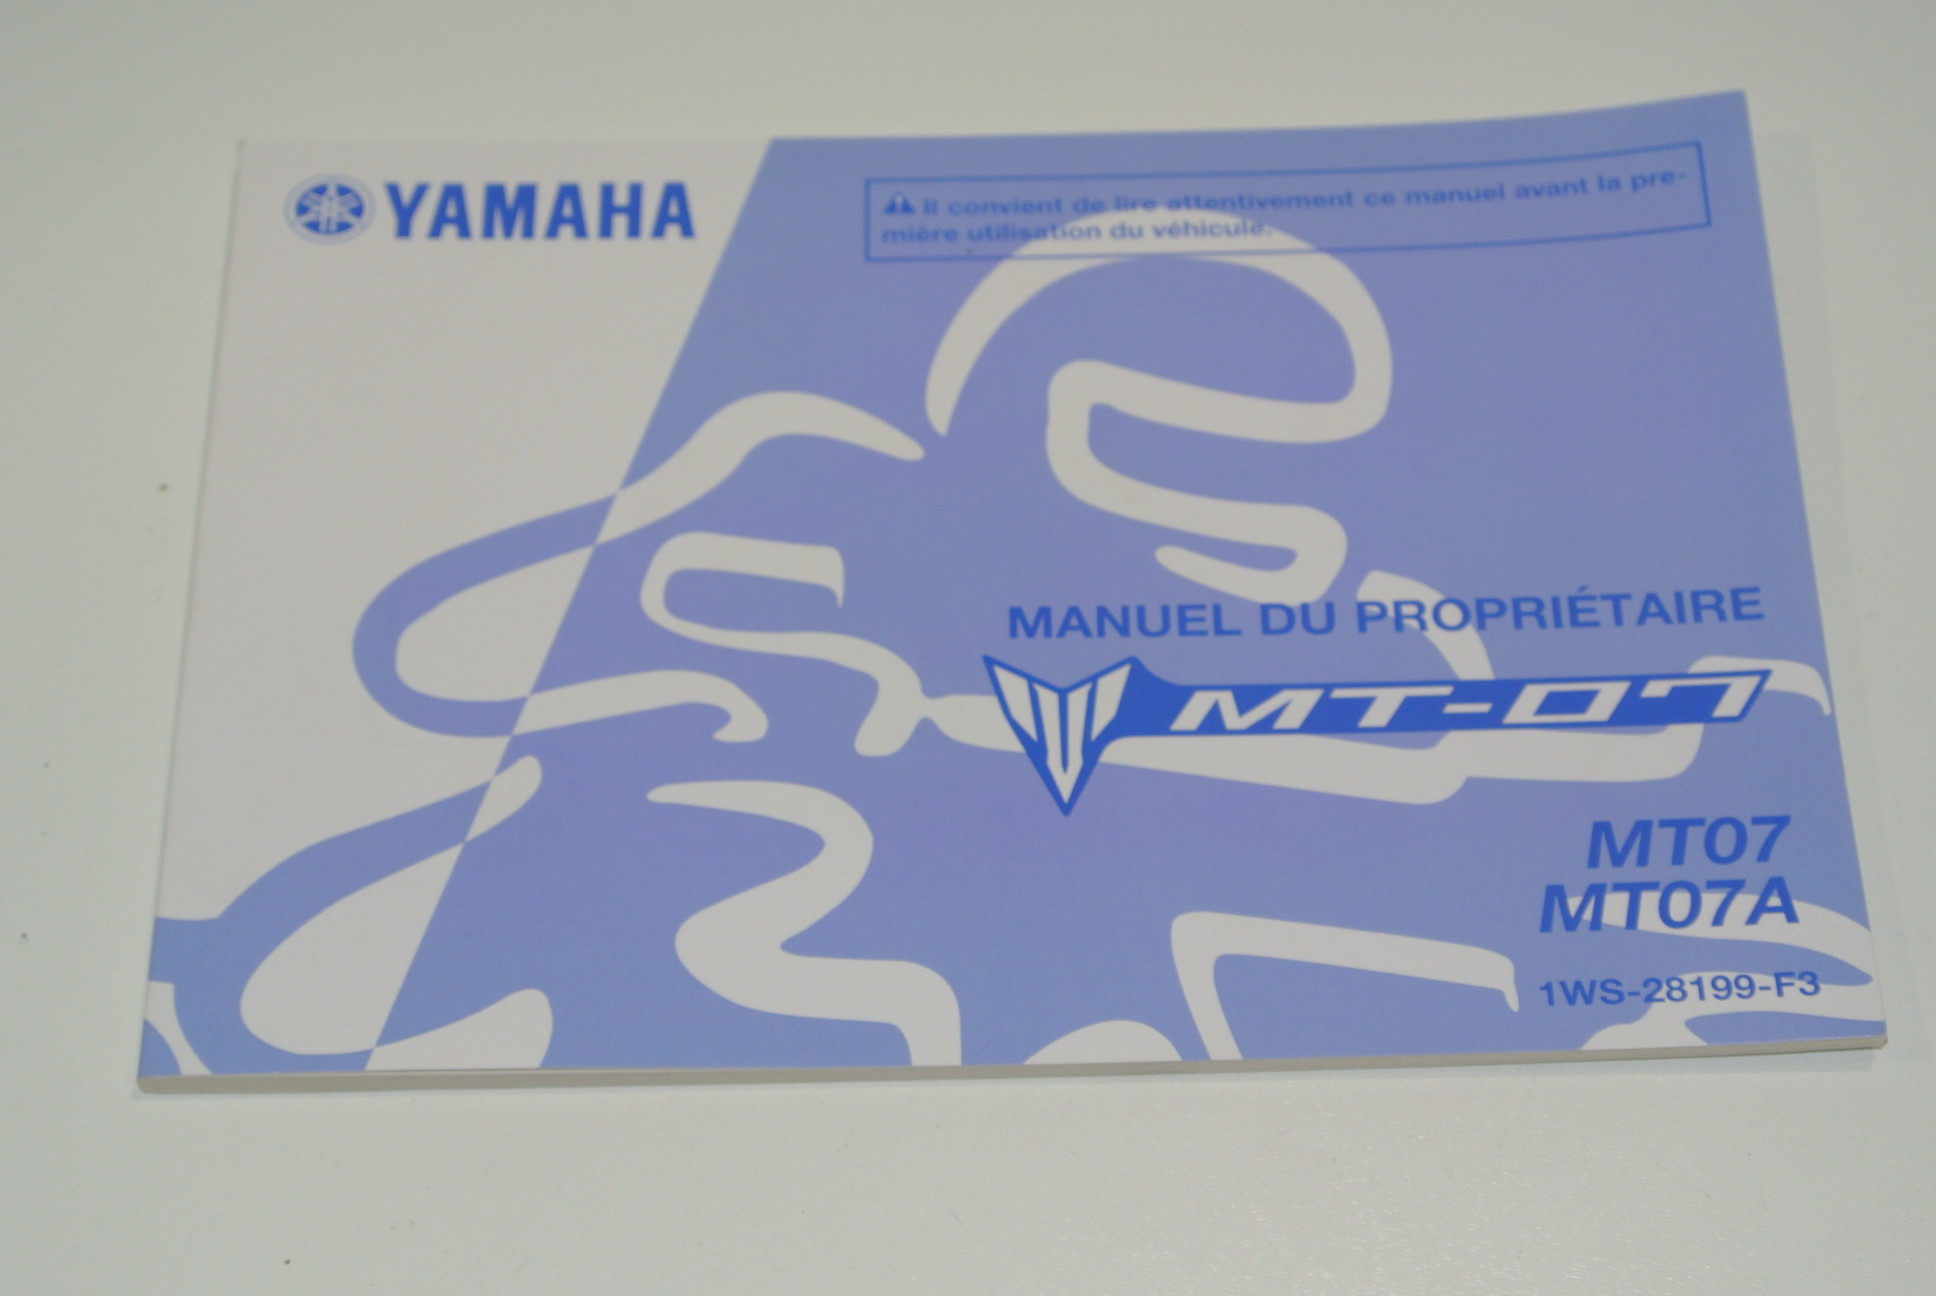 YAMAHA
Il convient de lire attentivement ce manuel avant la pre-
mière utilisation du véhicule.
MANUEL DU PROPRIÉTAIRE
MT-07
MT07
MT07A
1WS-28199-F3